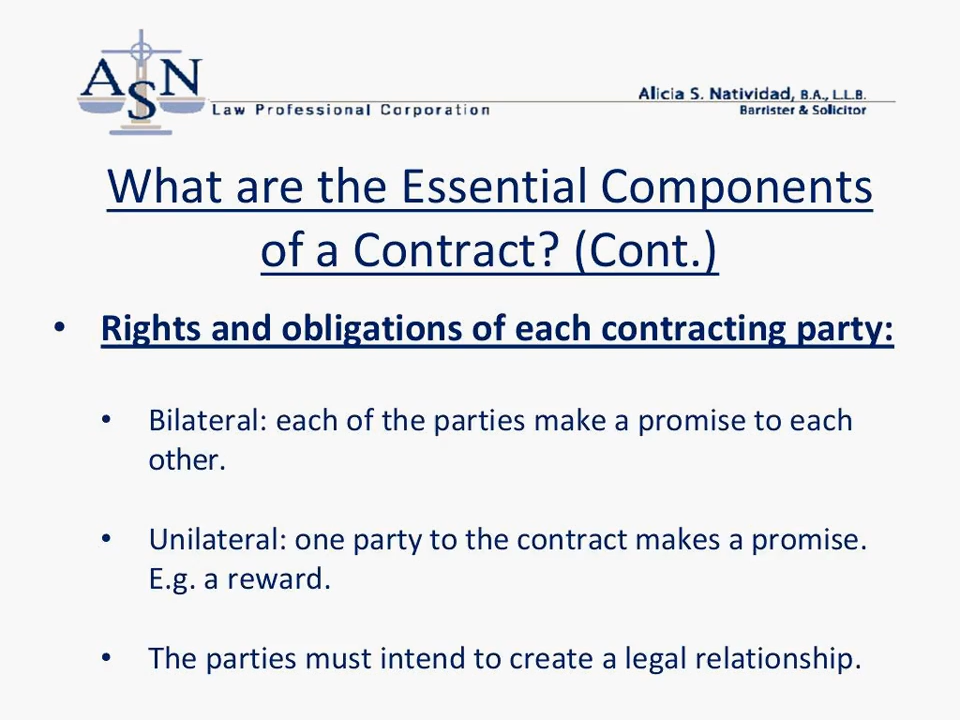 ASN
Law Professional Corporation
Alicia S. Natividad, B.A., L.L.B.
Barrister & Solicitor
What are the Essential Components
of a Contract? (Cont.)
• Rights and obligations of each contracting party:
• Bilateral: each of the parties make a promise to each
other.
• Unilateral: one party to the contract makes a promise.
E.g. a reward.
• The parties must intend to create a legal relationship.